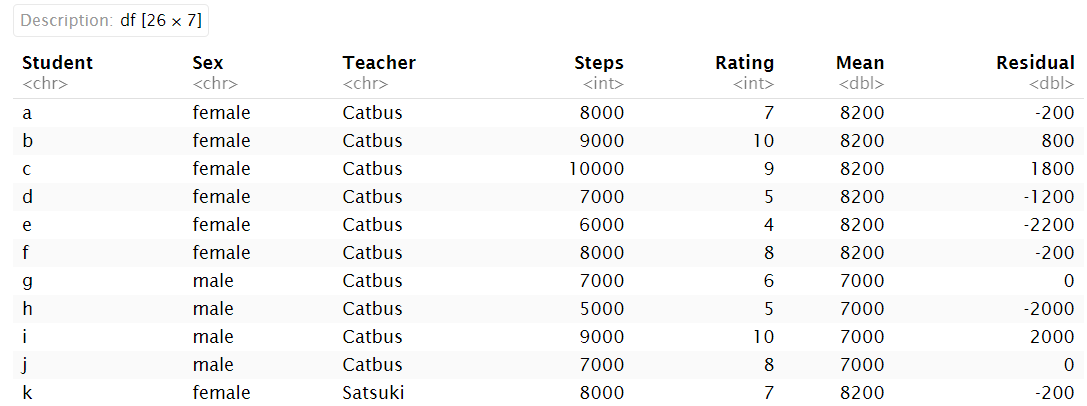 Description: df [26 × 7]
Student Sex Teacher Steps Rating Mean Residual
<chr> <chr> <chr> <int> <int> <dbl> <dbl>
a female Catbus 8000 7 8200 -200
b female Catbus 9000 10 8200 800
c female Catbus 10000 9 8200 1800
d female Catbus 7000 5 8200 -1200
e female Catbus 6000 4 8200 -2200
f female Catbus 8000 8 8200 -200
g male Catbus 7000 6 7000 0
h male Catbus 5000 5 7000 -2000
i male Catbus 9000 10 7000 2000
j male Catbus 7000 8 7000 0
k female Satsuki 8000 7 8200 -200